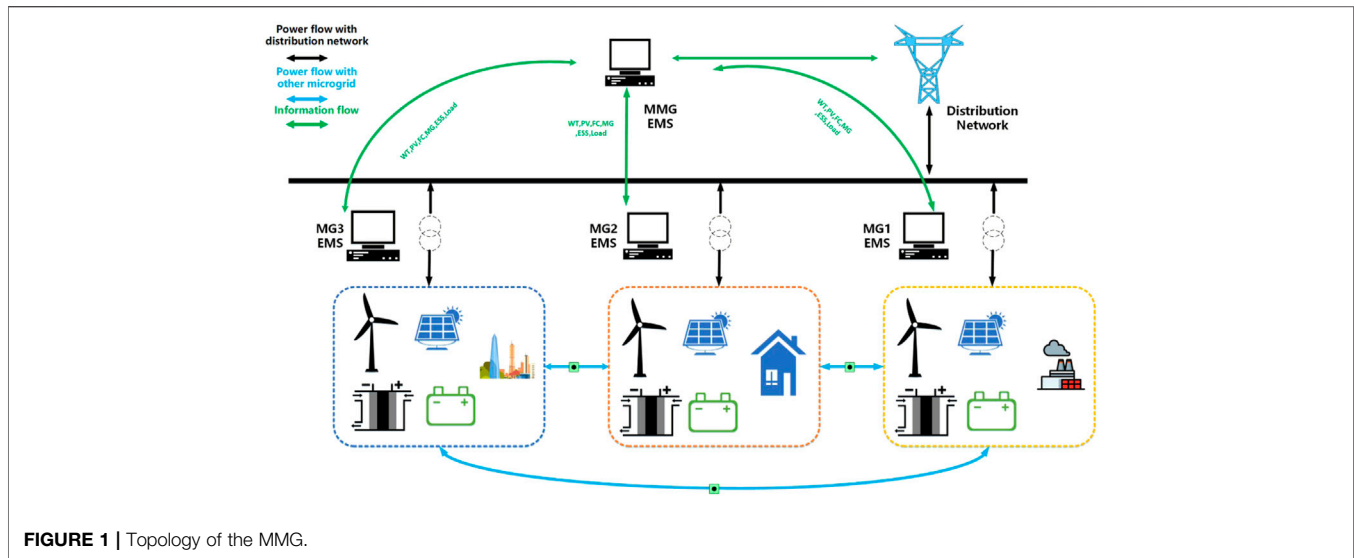 Power flow with
distribution network
Power flow with
other microgrid
Information flow
MMG
EMS
Distribution
Network
WT,PV,FC,MG,ESS,Load
WT,PV,FC,MG
,ESS,Load
WT,PV,FC,MG
,ESS,Load
MG3
EMS
MG2
EMS
MG1
EMS
FIGURE 1 | Topology of the MMG.